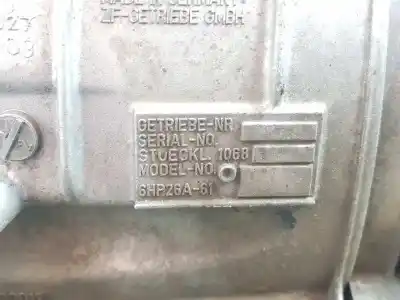 MADE IN GERMANY
ZF-GETRIEBE GMBH
GETRIEBE-NR.
SERIAL-NO.
STUECKL. 1068
MODEL-NO.
6HP26A-61